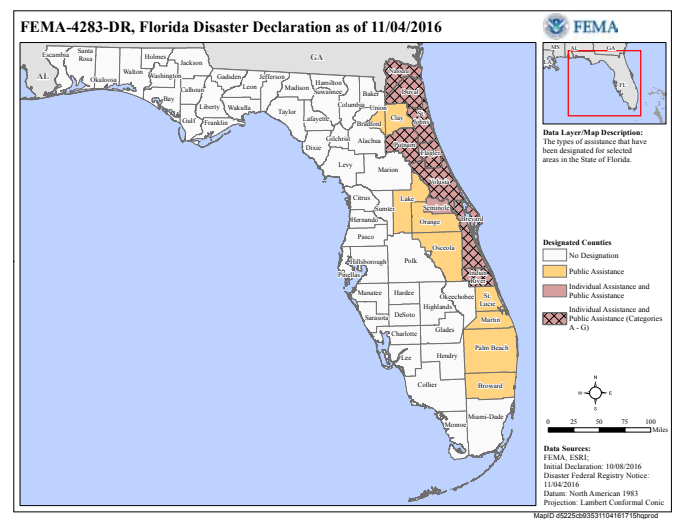 FEMA-4283-DR, Florida Disaster Declaration as of 11/04/2016
FEMA
GA
AL
Escambia
Santa
Rosa
Okaloosa
Walton
Holmes
Washington
Jackson
Bay
Calhoun
Gulf
Gadsden
Liberty
Franklin
Leon
Wakulla
Jefferson
Madison
Taylor
Hamilton
Suwannee
Lafayette
Dixie
Columbia
Gilchrist
Baker
Union
Bradford
Alachua
Levy
Nassau
Duval
Clay
St.
Johns
Putnam
Flagler
Marion
Volusia
Citrus
Sumter
Lake
Seminole
Hernando
Orange
Brevard
Pasco
Osceola
Hillsborough
Polk
Pinellas
Indian
River
Manatee
Hardee
Okeechobee
St.
Lucie
Highlands
Sarasota
DeSoto
Martin
Charlotte
Glades
Lee
Hendry
Palm Beach
Collier
Broward
Monroe
Miami-Dade
MS
AL
GA
LA
FL
Data Layer/Map Description:
The types of assistance that have
been designated for selected
areas in the State of Florida.
Designated Counties
No Designation
Public Assistance
Individual Assistance and
Public Assistance
Individual Assistance and
Public Assistance (Categories
A - G)
N
W
E
S
0 25 50 75 100
Miles
Data Sources:
FEMA, ESRI;
Initial Declaration: 10/08/2016
Disaster Federal Registry Notice:
11/04/2016
Datum: North American 1983
Projection: Lambert Conformal Conic
MapID d5225cb93531104161715hqprod